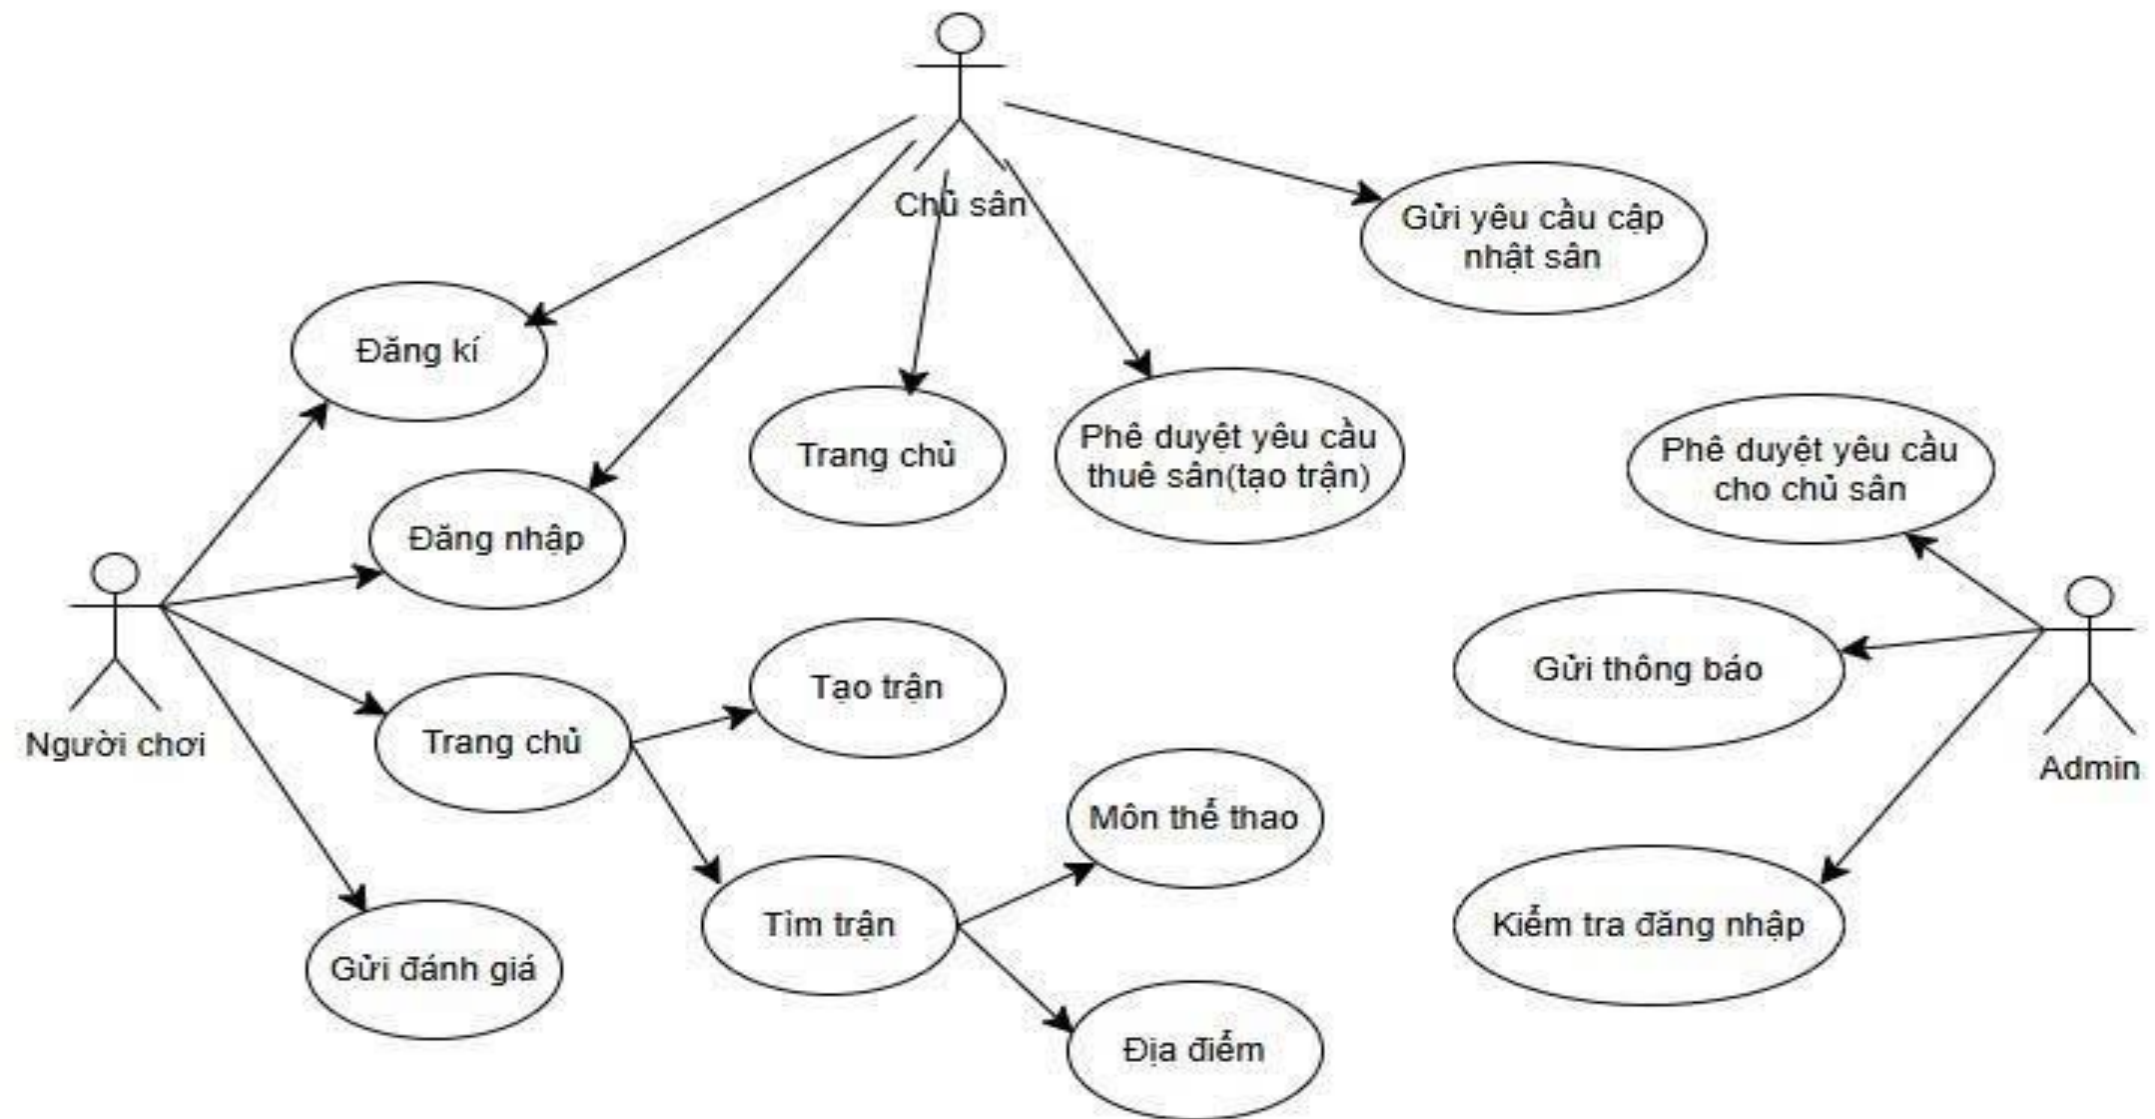 Chủ sân
Gửi yêu cầu cập
nhật sân
Đăng kí
Trang chủ
Phê duyệt yêu cầu
thuê sân(tạo trận)
Phê duyệt yêu cầu
cho chủ sân
Đăng nhập
Tạo trận
Gửi thông báo
Người chơi
Trang chủ
Admin
Môn thể thao
Tìm trận
Kiểm tra đăng nhập
Gửi đánh giá
Địa điểm